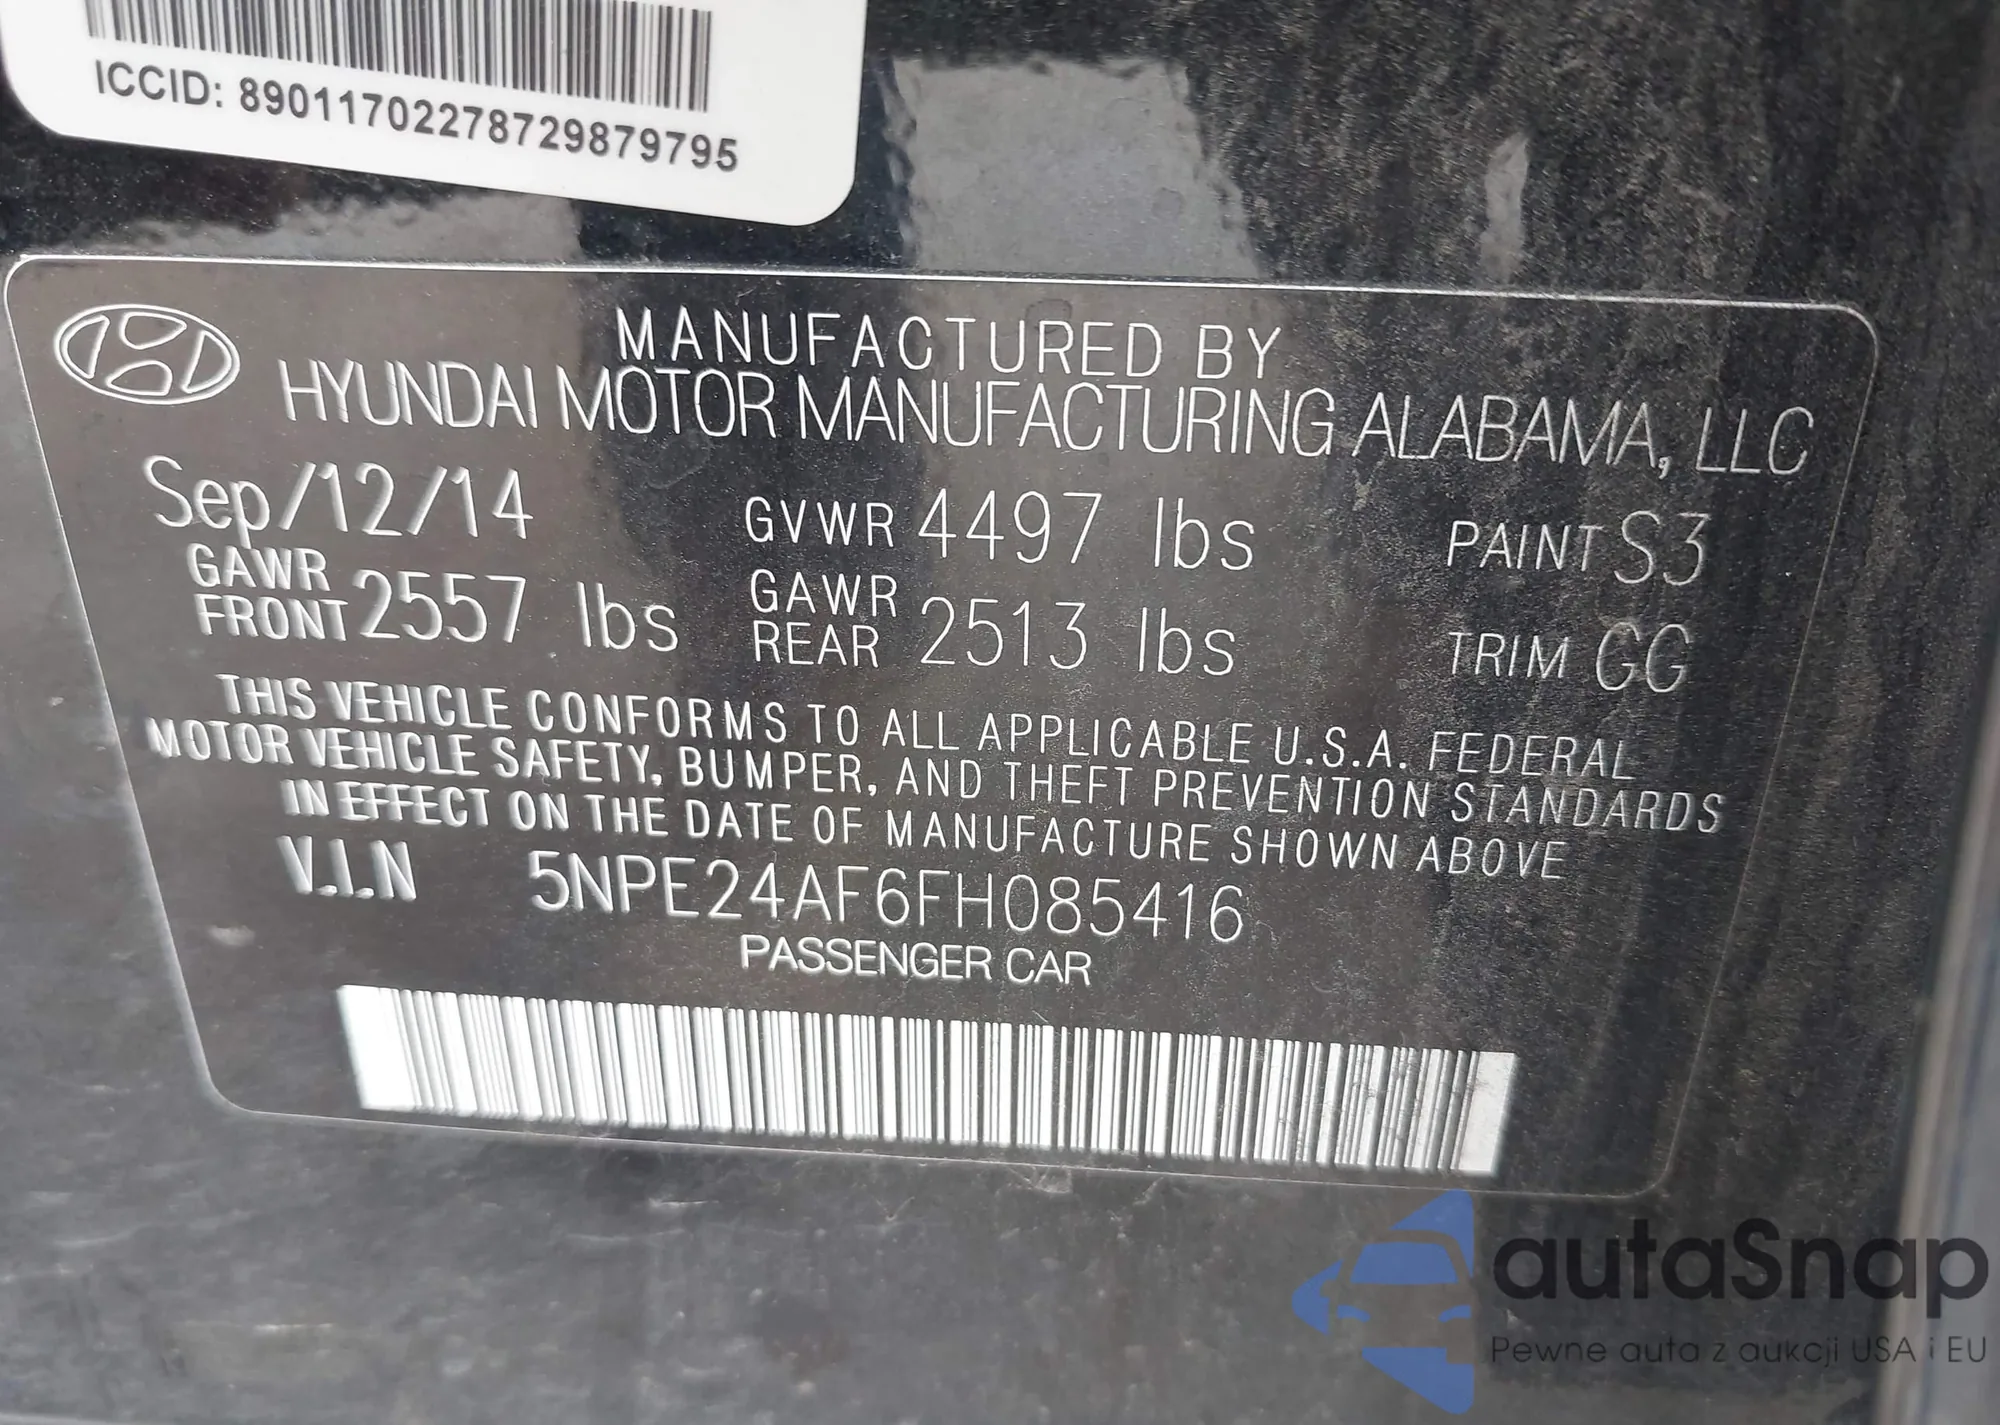 ICCID: 89011702278729879795
MANUFACTURED BY
HYUNDAI MOTOR MANUFACTURING ALABAMA, LLC
Sep/12/14 GVWR 4497 lbs PAINT S3
GAWR FRONT 2557 lbs GAWR REAR 2513 lbs TRIM GG
THIS VEHICLE CONFORMS TO ALL APPLICABLE U.S.A. FEDERAL
MOTOR VEHICLE SAFETY, BUMPER, AND THEFT PREVENTION STANDARDS
IN EFFECT ON THE DATE OF MANUFACTURE SHOWN ABOVE
V.I.N 5NPE24AF6FH085416
PASSENGER CAR
autaSnap
Pewne auta z aukcji USA i EU